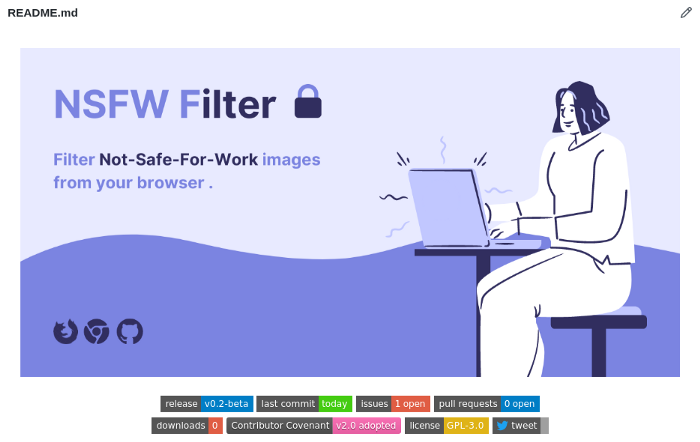 README.md
NSFW Filter
Filter Not-Safe-For-Work images
from your browser .
release v0.2-beta last commit today issues 1 open pull requests 0 open
downloads 0 Contributor Covenant v2.0 adopted license GPL-3.0 tweet